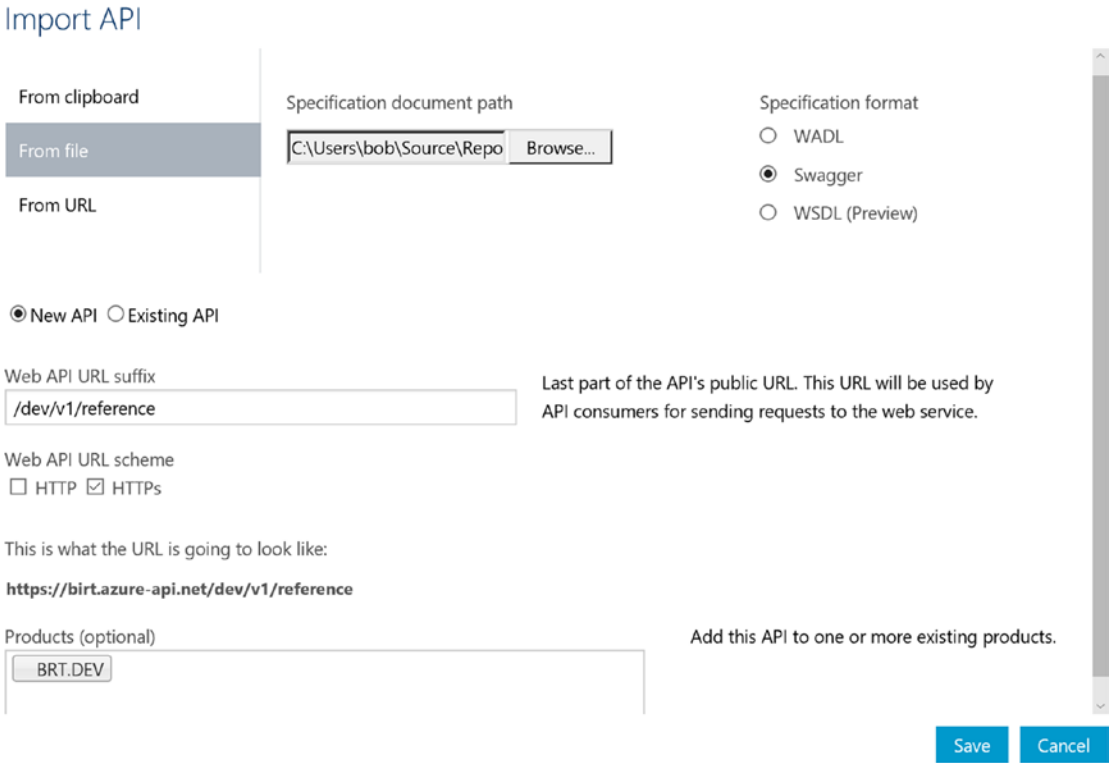 Import API
From clipboard
From file
From URL
Specification document path
C:\Users\bob\Source\Repo Browse...
Specification format
WADL
Swagger
WSDL (Preview)
New API Existing API
Web API URL suffix
/dev/v1/reference
Last part of the API's public URL. This URL will be used by
API consumers for sending requests to the web service.
Web API URL scheme
HTTP HTTPs
This is what the URL is going to look like:
https://birt.azure-api.net/dev/v1/reference
Products (optional)
BRT.DEV
Add this API to one or more existing products.
Save Cancel